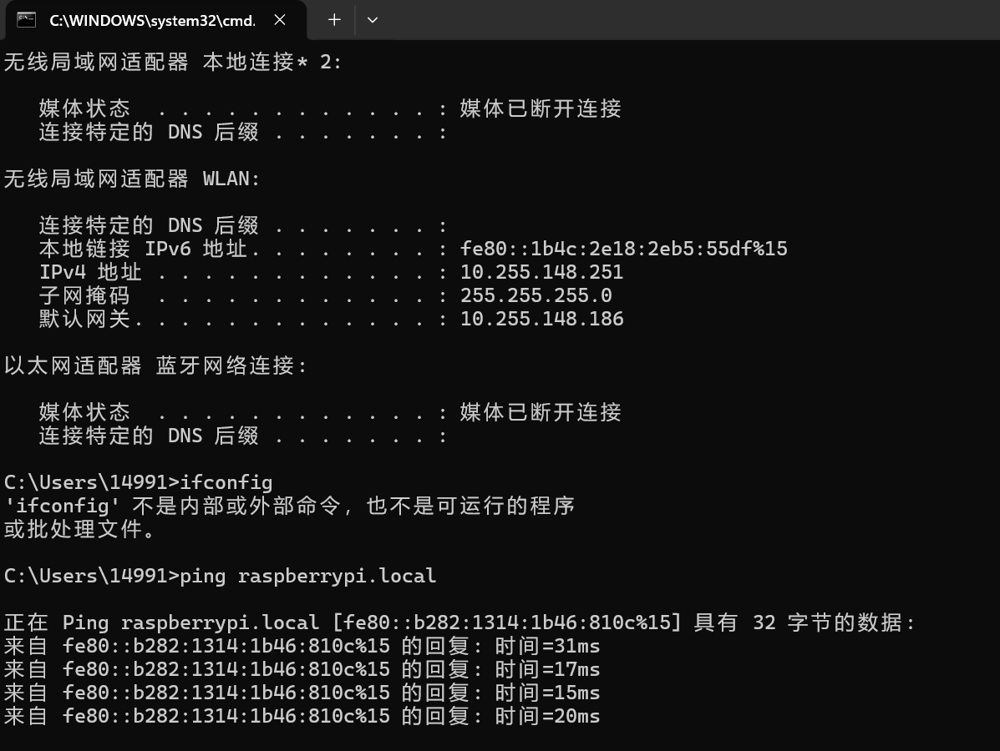 C:\WINDOWS\system32\cmd.
无线局域网适配器 本地连接* 2:
媒体状态 . . . . . . . . . . . . : 媒体已断开连接
连接特定的 DNS 后缀 . . . . . . . :
无线局域网适配器 WLAN:
连接特定的 DNS 后缀 . . . . . . . :
本地链接 IPv6 地址. . . . . . . . : fe80::1b4c:2e18:2eb5:55df%15
IPv4 地址 . . . . . . . . . . . . : 10.255.148.251
子网掩码 . . . . . . . . . . . . : 255.255.255.0
默认网关. . . . . . . . . . . . . : 10.255.148.186
以太网适配器 蓝牙网络连接:
媒体状态 . . . . . . . . . . . . : 媒体已断开连接
连接特定的 DNS 后缀 . . . . . . . :
C:\Users\14991>ifconfig
'ifconfig' 不是内部或外部命令，也不是可运行的程序
或批处理文件。
C:\Users\14991>ping raspberrypi.local
正在 Ping raspberrypi.local [fe80::b282:1314:1b46:810c%15] 具有 32 字节的数据:
来自 fe80::b282:1314:1b46:810c%15 的回复: 时间=31ms
来自 fe80::b282:1314:1b46:810c%15 的回复: 时间=17ms
来自 fe80::b282:1314:1b46:810c%15 的回复: 时间=15ms
来自 fe80::b282:1314:1b46:810c%15 的回复: 时间=20ms